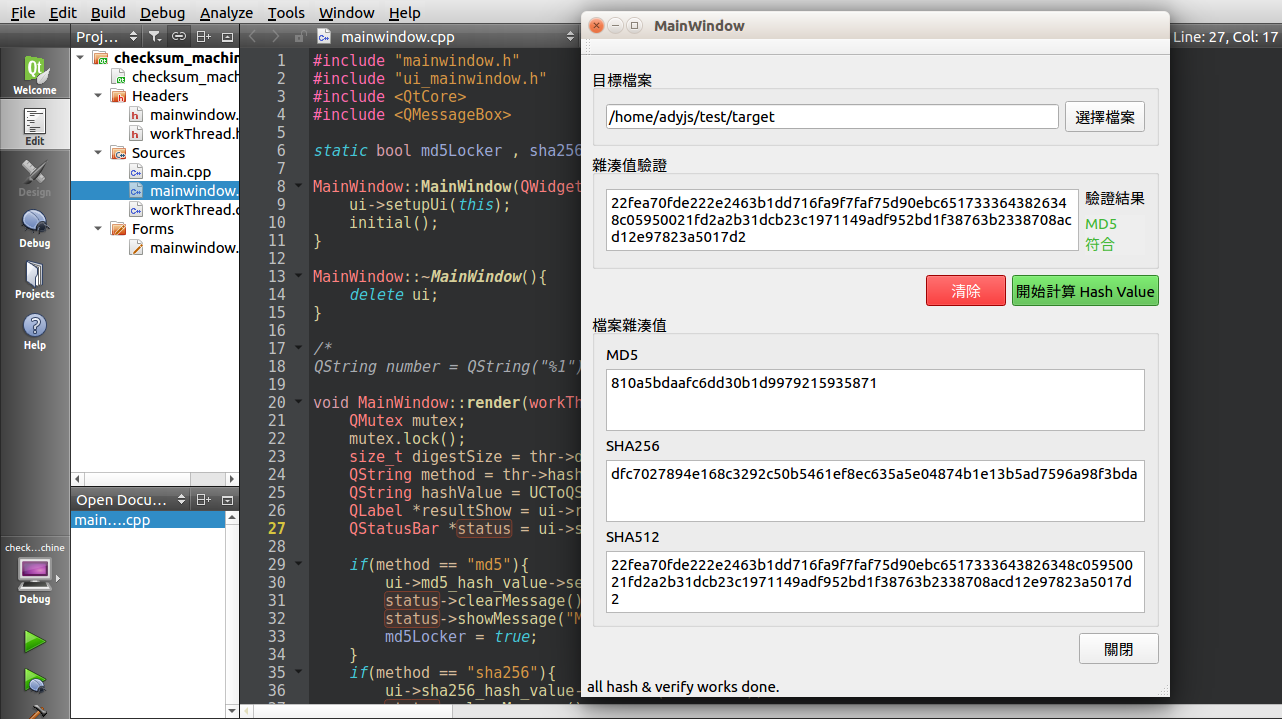 File Edit Build Debug Analyze Tools Window Help
Proj...
mainwindow.cpp
Line: 27, Col: 17
Welcome
Edit
Design
Debug
Projects
Help
check...chine
Debug
checksum_machin
checksum_mach
Headers
mainwindow.
workThread.h
Sources
main.cpp
mainwindow.
workThread.c
Forms
mainwindow.
Open Docu...
main....cpp
1 #include "mainwindow.h"
2 #include "ui_mainwindow.h"
3 #include <QtCore>
4 #include <QMessageBox>
5
6 static bool md5Locker , sha256
7
8 MainWindow::MainWindow(QWidget
9 ui->setupUi(this);
10 initial();
11 }
12
13 MainWindow::~MainWindow(){
14 delete ui;
15 }
16
17 /*
18 QString number = QString("%1")
19
20 void MainWindow::render(workTh
21 QMutex mutex;
22 mutex.lock();
23 size_t digestSize = thr->d
24 QString method = thr->hash
25 QString hashValue = UCToQS
26 QLabel *resultShow = ui->r
27 QStatusBar *status = ui->s
28
29 if(method == "md5"){
30 ui->md5_hash_value->se
31 status->clearMessage()
32 status->showMessage("M
33 md5Locker = true;
34 }
35 if(method == "sha256"){
36 ui->sha256_hash_value-
MainWindow
目標檔案
/home/adyjs/test/target
選擇檔案
雜湊值驗證
22fea70fde222e2463b1dd716fa9f7faf75d90ebc651733364382634
8c05950021fd2a2b31dcb23c1971149adf952bd1f38763b2338708ac
d12e97823a5017d2
驗證結果
MD5
符合
清除
開始計算 Hash Value
檔案雜湊值
MD5
810a5bdaafc6dd30b1d9979215935871
SHA256
dfc7027894e168c3292c50b5461ef8ec635a5e04874b1e13b5ad7596a98f3bda
SHA512
22fea70fde222e2463b1dd716fa9f7faf75d90ebc6517333643826348c059500
21fd2a2b31dcb23c1971149adf952bd1f38763b2338708acd12e97823a5017d
2
關閉
all hash & verify works done.